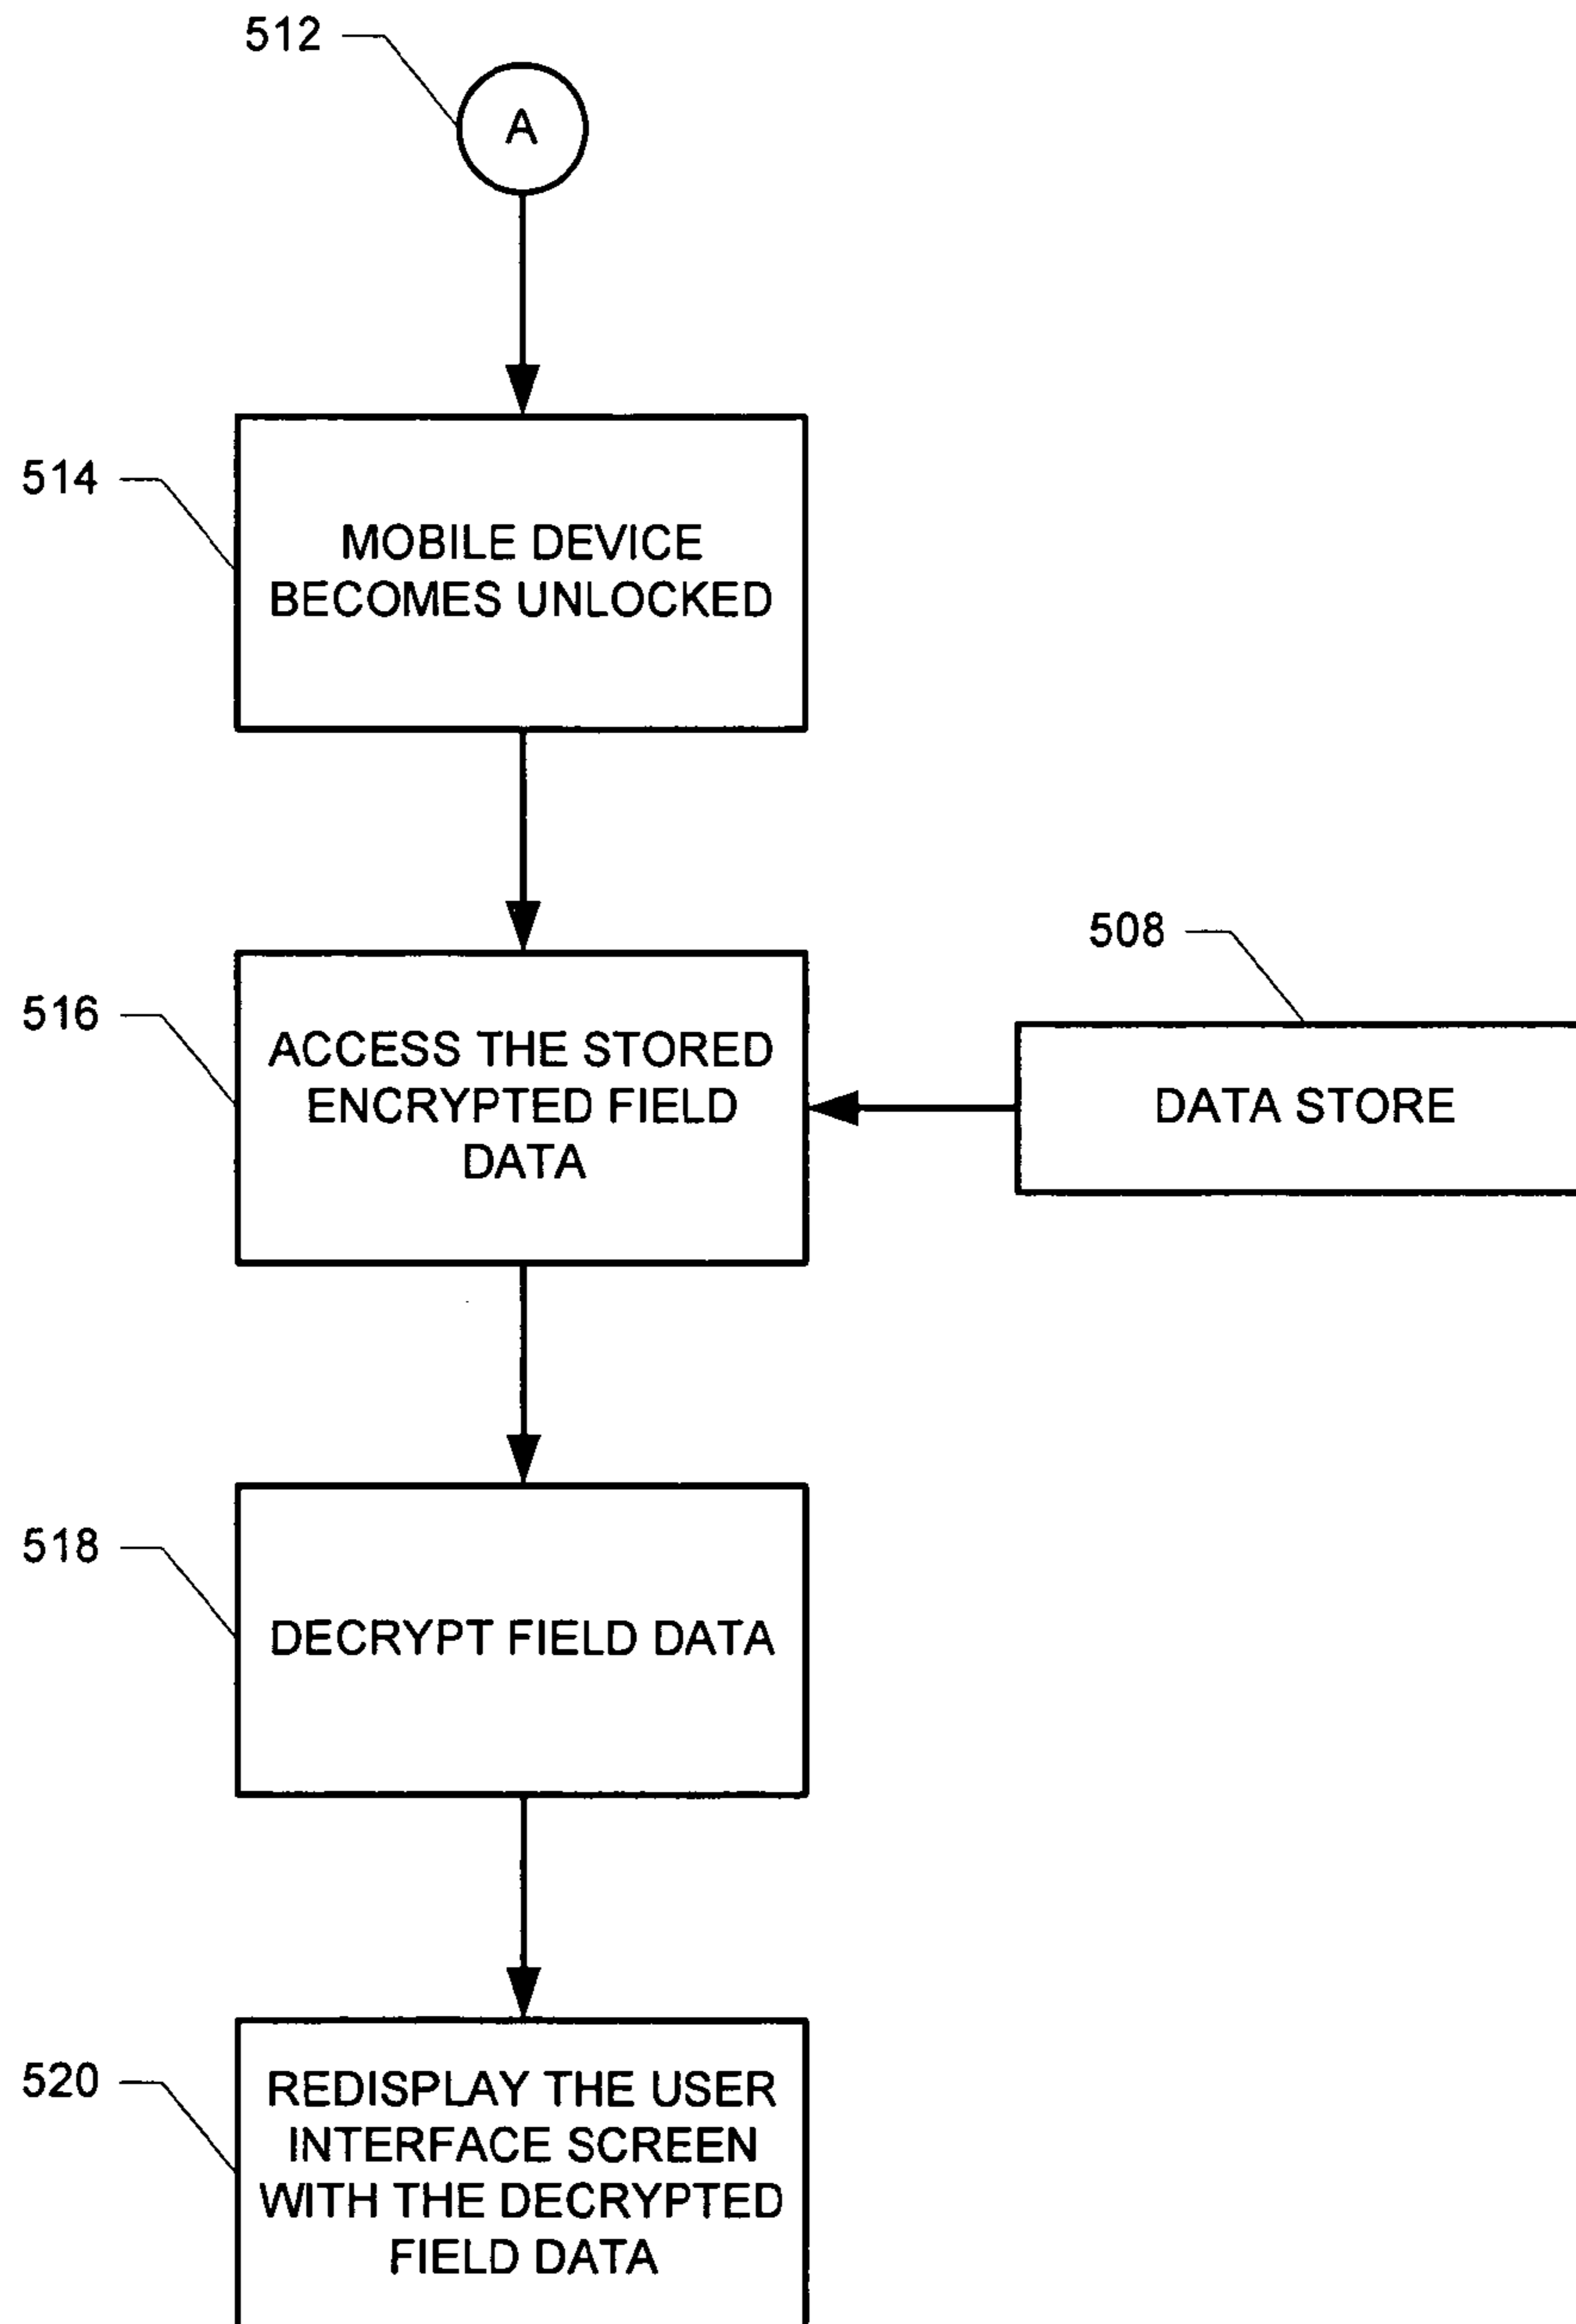 512
A
514
MOBILE DEVICE
BECOMES UNLOCKED
516
ACCESS THE STORED
ENCRYPTED FIELD
DATA
508
DATA STORE
518
DECRYPT FIELD DATA
520
REDISPLAY THE USER
INTERFACE SCREEN
WITH THE DECRYPTED
FIELD DATA